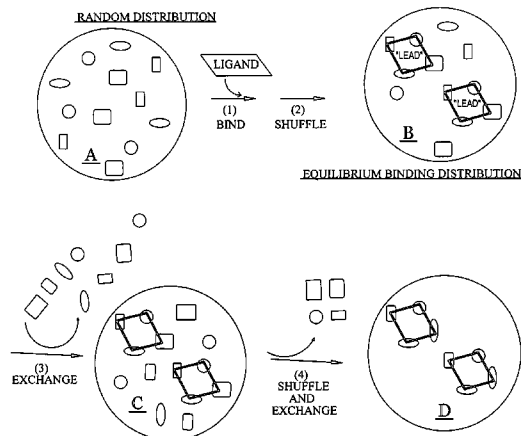 RANDOM DISTRIBUTION
LIGAND
(1)
BIND
(2)
SHUFFLE
A
"LEAD"
"LEAD"
B
EQUILIBRIUM BINDING DISTRIBUTION
(3)
EXCHANGE
C
(4)
SHUFFLE
AND
EXCHANGE
D